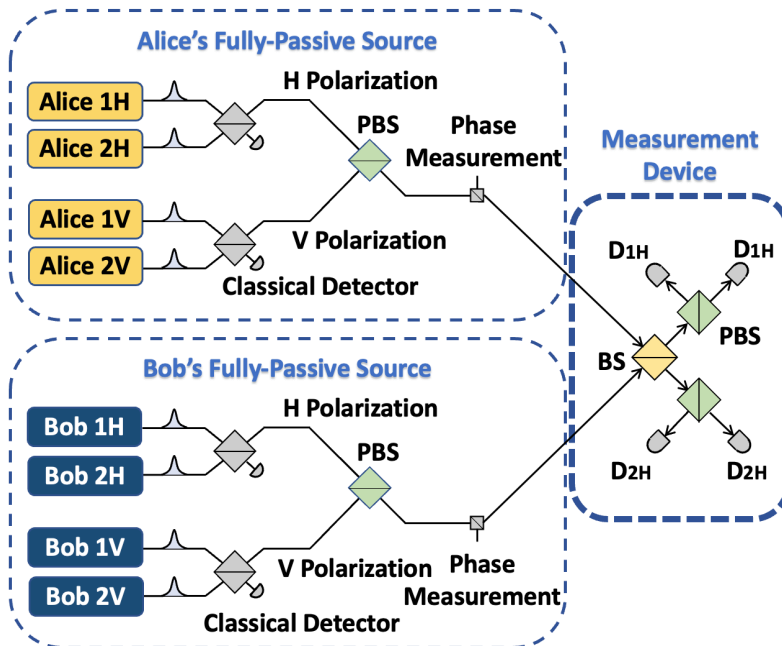 Alice's Fully-Passive Source
H Polarization
Alice 1H
Alice 2H
PBS
Phase
Measurement
Alice 1V
Alice 2V
V Polarization
Classical Detector
Measurement
Device
D1H
D1H
PBS
BS
D2H
D2H
Bob's Fully-Passive Source
H Polarization
Bob 1H
Bob 2H
PBS
Bob 1V
Bob 2V
V Polarization
Phase
Measurement
Classical Detector